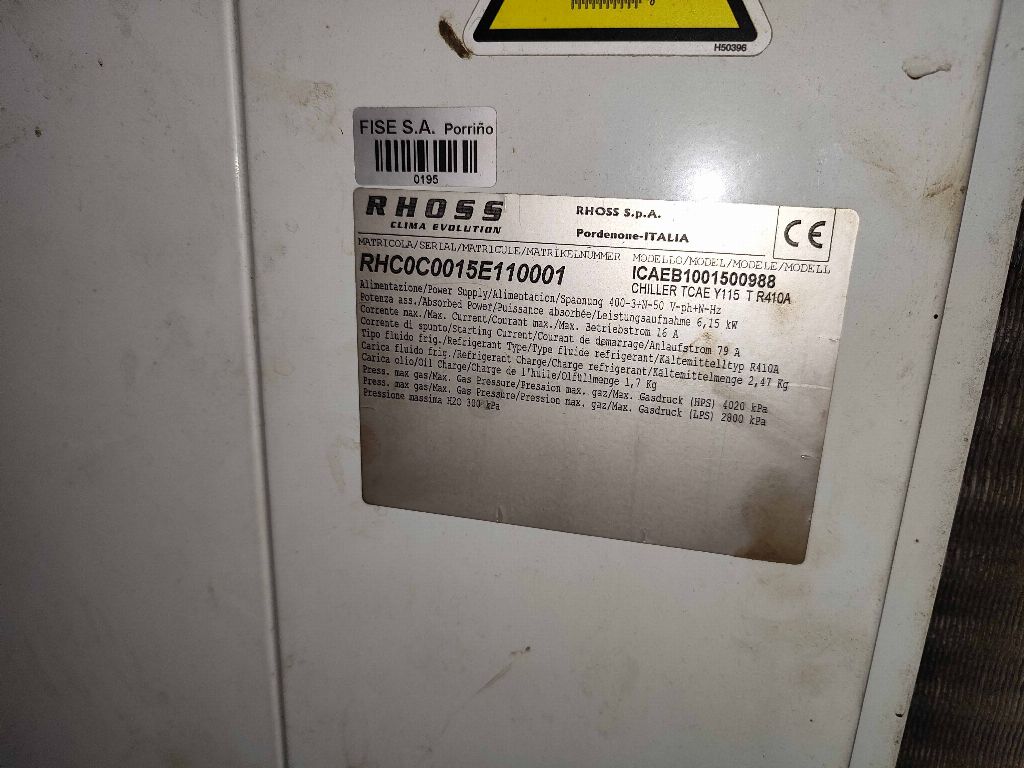 H50396
FISE S.A. Porriño
0195
RHOSS
CLIMA EVOLUTION
RHOSS S.p.A.
Pordenone-ITALIA
CE
MATRICOLA/SERIAL/MATRICULE/MATRIKELNUMMER
MODELLO/MODEL/MODELE/MODELL
RHC0C0015E110001
ICAEB1001500988
CHILLER TCAE Y115 T R410A
Alimentazione/Power Supply/Alimentation/Spannung 400-3+N-50 V-ph+N-Hz
Potenza ass./Absorbed Power/Puissance absorbée/Leistungsaufnahme 6,15 kW
Corrente max./Max. Current/Courant max./Max. Betriebstrom 16 A
Corrente di spunto/Starting Current/Courant de démarrage/Anlaufstrom 79 A
Tipo fluido frig./Refrigerant Type/Type fluide refrigerant/Kältemittelltyp R410A
Carica fluido frig./Refrigerant Charge/Charge refrigerant/Kältemittelmenge 2,47 Kg
Carica olio/Oil Charge/Charge de l'huile/Ölfüllmenge 1,7 Kg
Press. max gas/Max. Gas Pressure/Pression max. gaz/Max. Gasdruck (HPS) 4020 kPa
Press. max gas/Max. Gas Pressure/Pression max. gaz/Max. Gasdruck (LPS) 2800 kPa
Pressione massima H2O 300 kPa